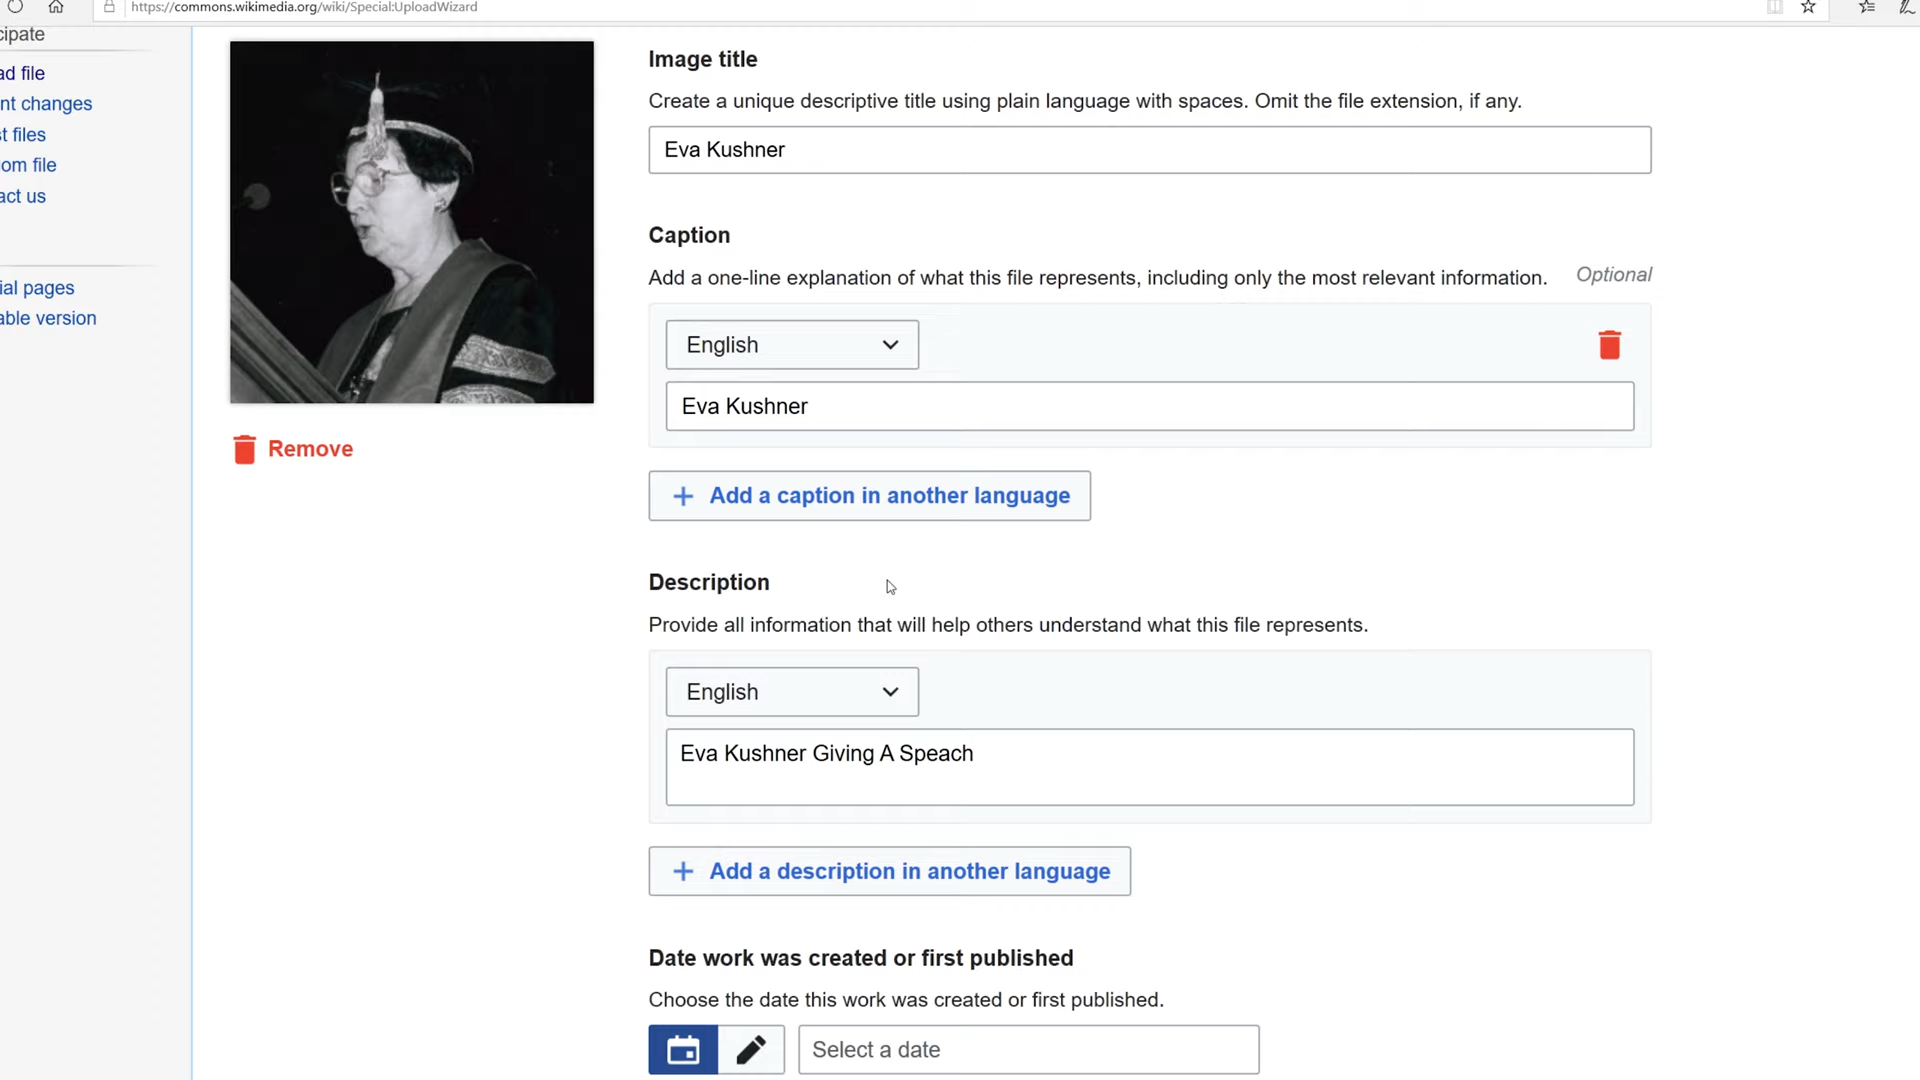 https://commons.wikimedia.org/wiki/Special:UploadWizard
cipate
ad file
nt changes
t files
om file
act us
ial pages
able version
Remove
Image title
Create a unique descriptive title using plain language with spaces. Omit the file extension, if any.
Eva Kushner
Caption
Add a one-line explanation of what this file represents, including only the most relevant information. Optional
English
Eva Kushner
+ Add a caption in another language
Description
Provide all information that will help others understand what this file represents.
English
Eva Kushner Giving A Speach
+ Add a description in another language
Date work was created or first published
Choose the date this work was created or first published.
Select a date